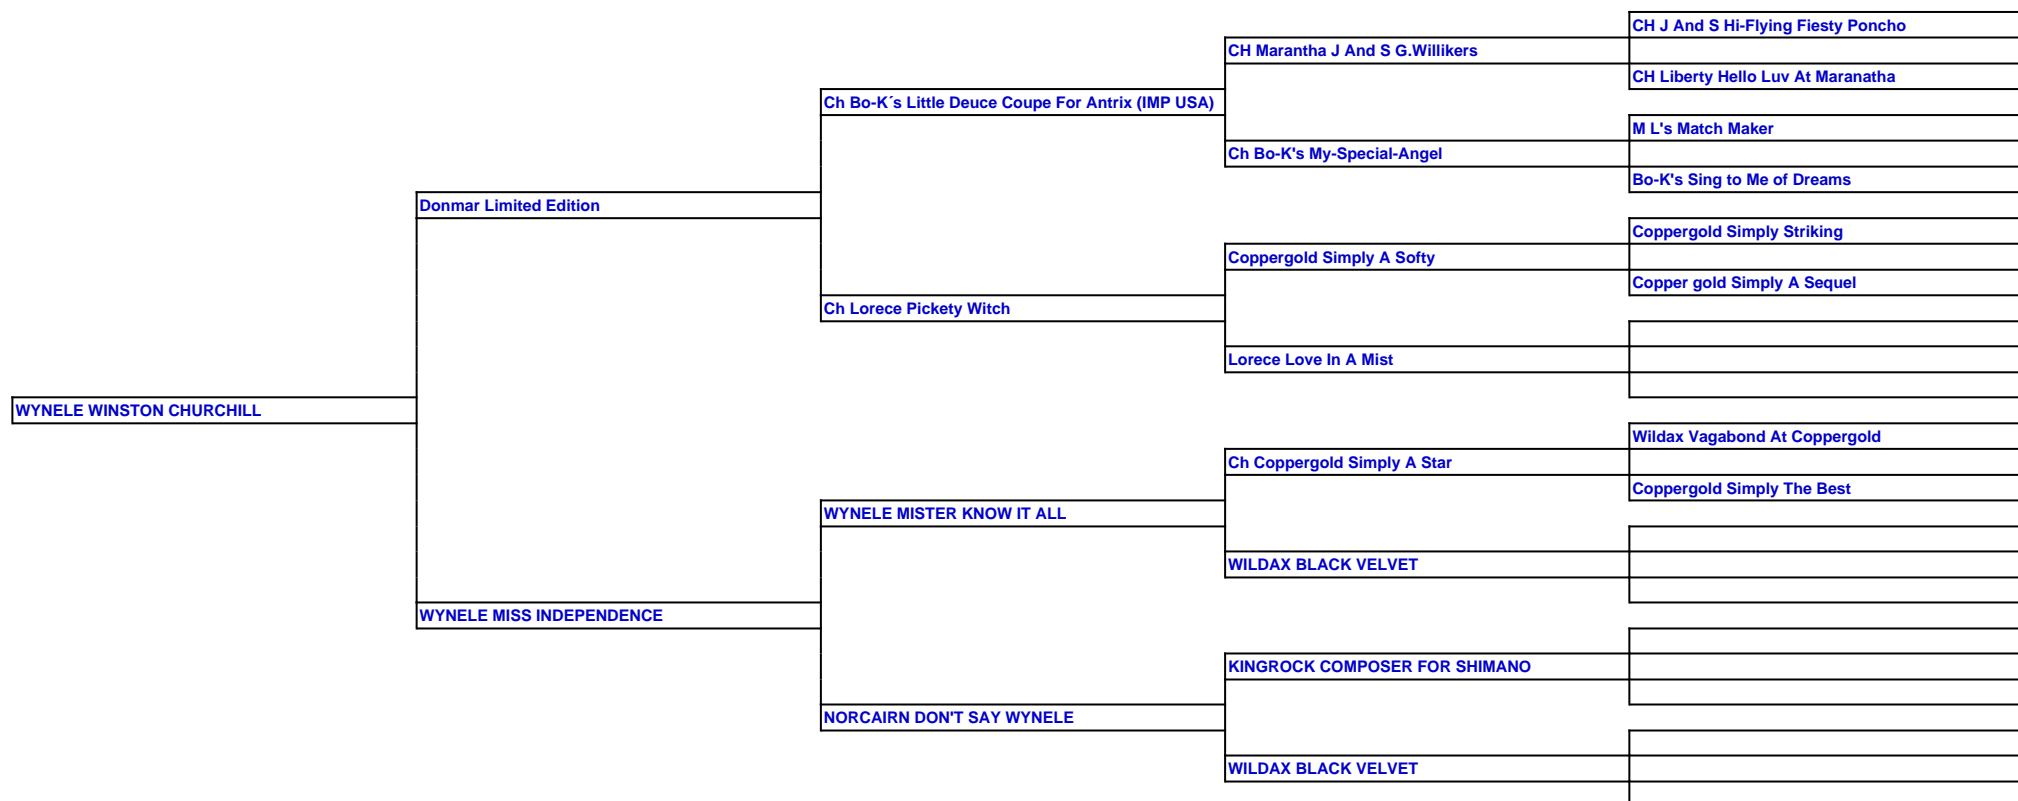 CH J And S Hi-Flying Fiesty Poncho
CH Marantha J And S G.Willikers
CH Liberty Hello Luv At Maranatha
Ch Bo-K´s Little Deuce Coupe For Antrix (IMP USA)
M L's Match Maker
Ch Bo-K's My-Special-Angel
Bo-K's Sing to Me of Dreams
Donmar Limited Edition
Coppergold Simply Striking
Coppergold Simply A Softy
Copper gold Simply A Sequel
Ch Lorece Pickety Witch
Lorece Love In A Mist
WYNELE WINSTON CHURCHILL
Wildax Vagabond At Coppergold
Ch Coppergold Simply A Star
Coppergold Simply The Best
WYNELE MISTER KNOW IT ALL
WILDAX BLACK VELVET
WYNELE MISS INDEPENDENCE
KINGROCK COMPOSER FOR SHIMANO
NORCAIRN DON'T SAY WYNELE
WILDAX BLACK VELVET